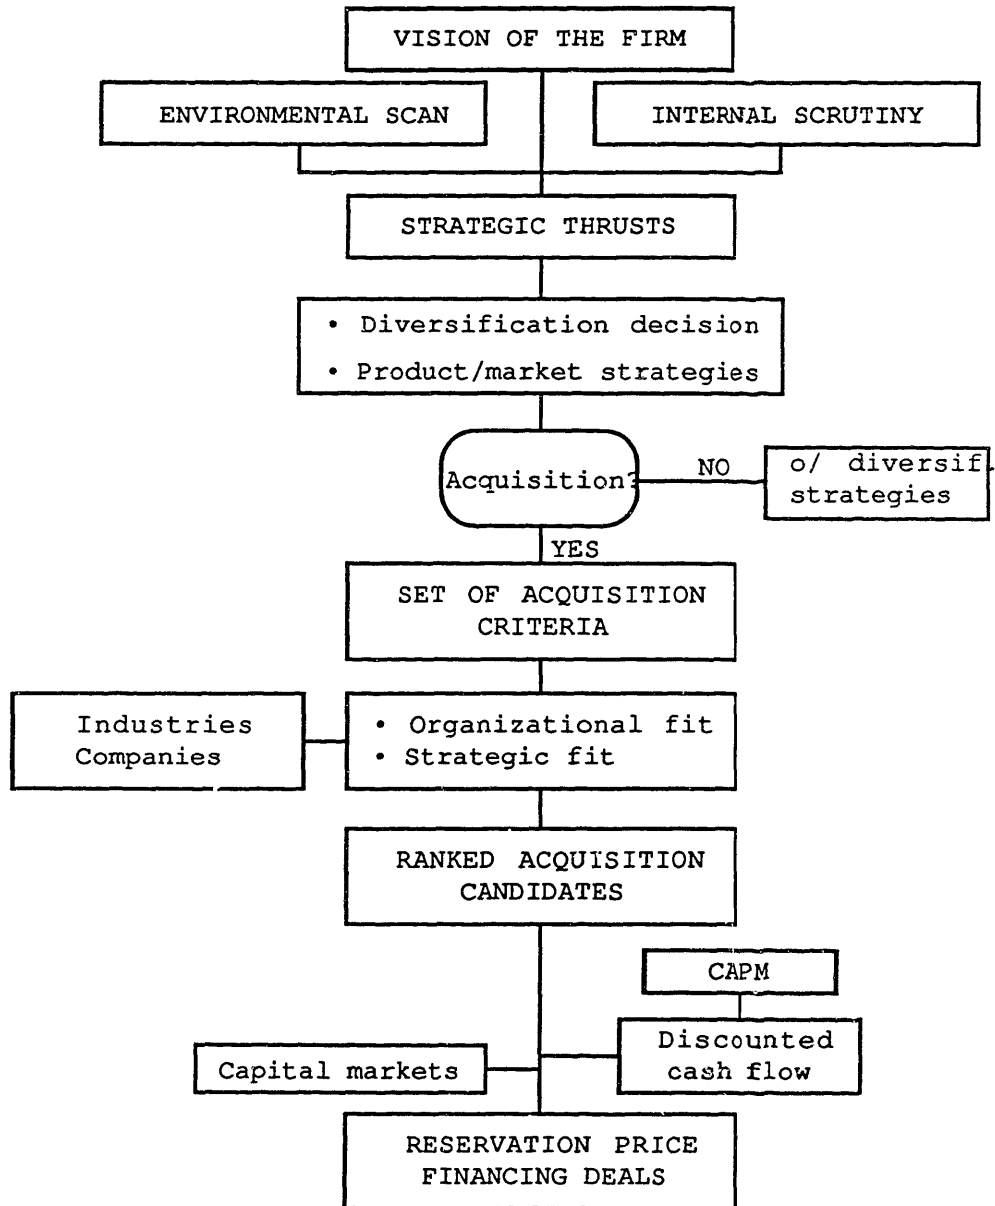 VISION OF THE FIRM
ENVIRONMENTAL SCAN
INTERNAL SCRUTINY
STRATEGIC THRUSTS
• Diversification decision
• Product/market strategies
Acquisition?
NO
o/ diversif.
strategies
YES
SET OF ACQUISITION
CRITERIA
Industries
Companies
• Organizational fit
• Strategic fit
RANKED ACQUISITION
CANDIDATES
CAPM
Discounted
cash flow
Capital markets
RESERVATION PRICE
FINANCING DEALS